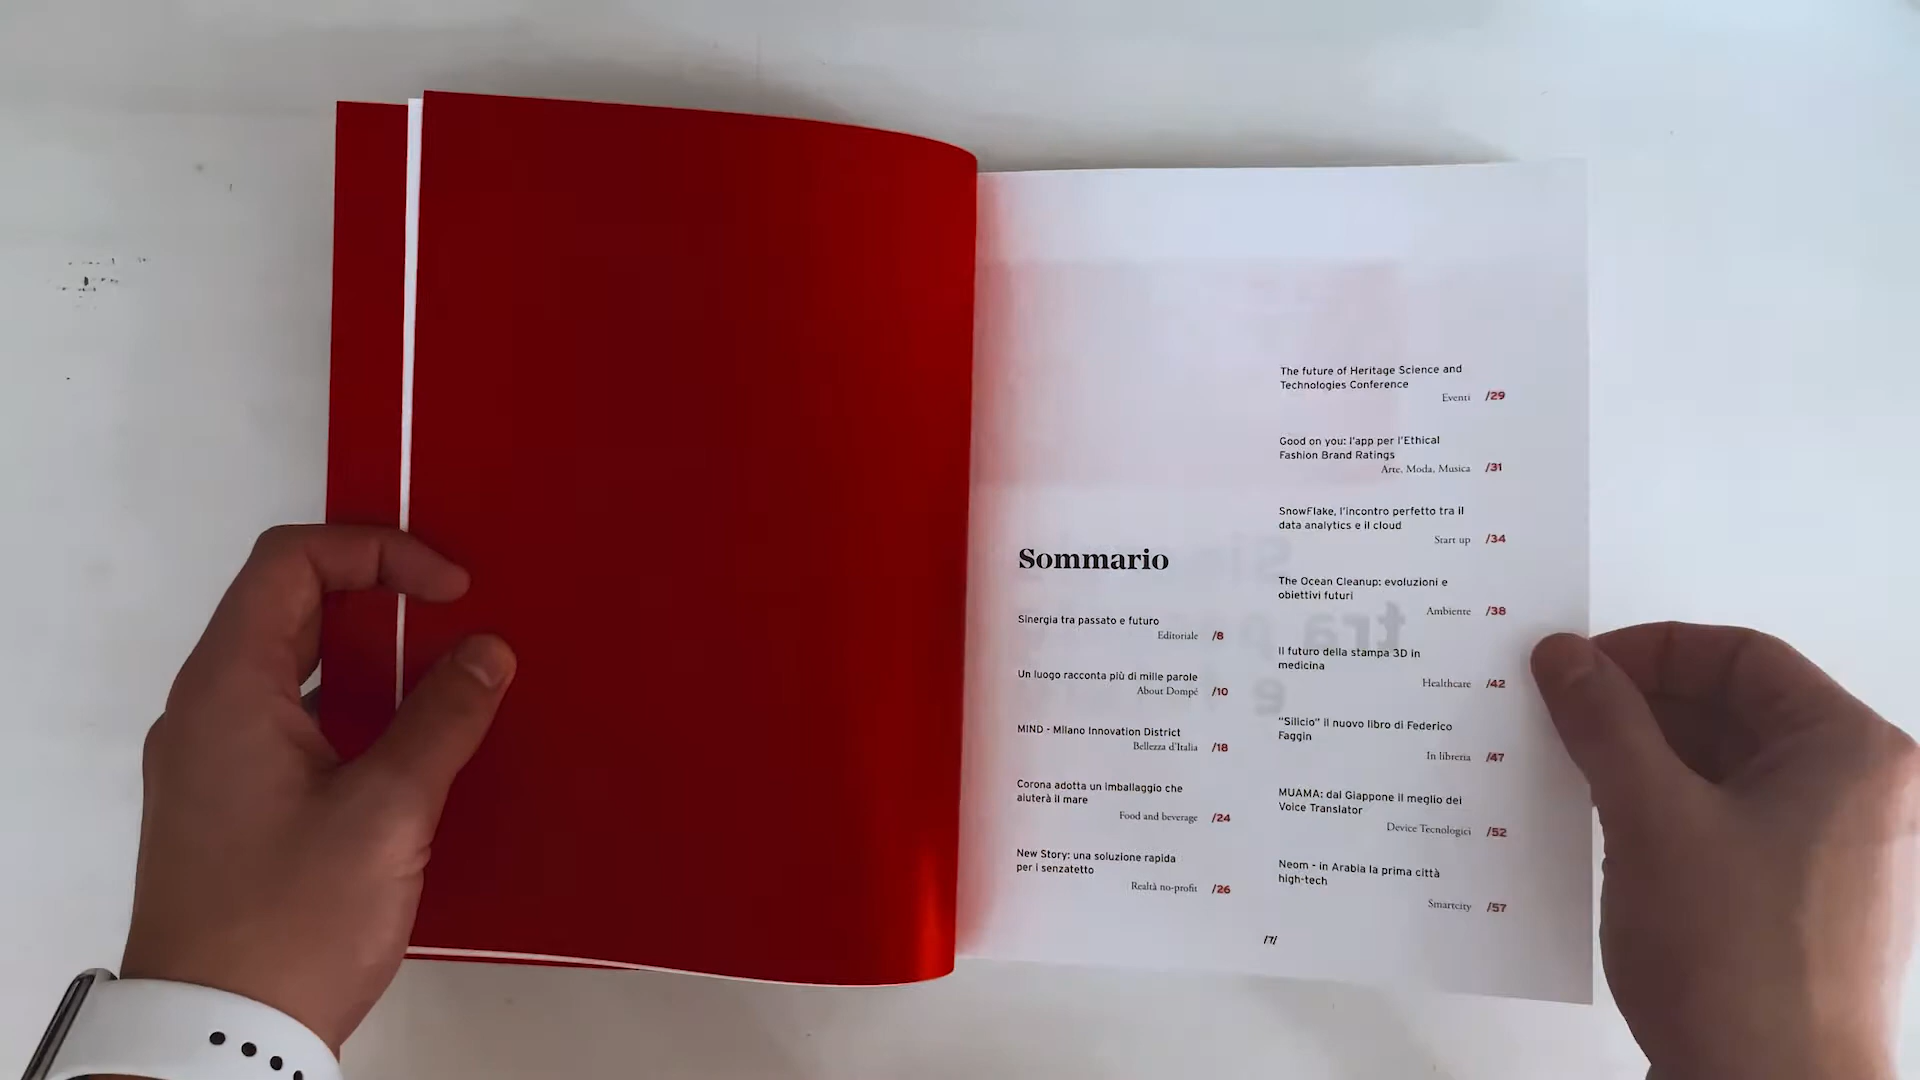 Sommario
Sinergia tra passato e futuro
Editoriale /8
Un luogo racconta più di mille parole
About Dompé /10
MIND - Milano Innovation District
Bellezza d'Italia /18
Corona adotta un imballaggio che
aiuterà il mare
Food and beverage /24
New Story: una soluzione rapida
per i senzatetto
Realtà no-profit /26
The future of Heritage Science and
Technologies Conference
Eventi /29
Good on you: l'app per l'Ethical
Fashion Brand Ratings
Arte, Moda, Musica /31
SnowFlake, l'incontro perfetto tra il
data analytics e il cloud
Start up /34
The Ocean Cleanup: evoluzioni e
obiettivi futuri
Ambiente /38
Il futuro della stampa 3D in
medicina
Healthcare /42
"Silicio" il nuovo libro di Federico
Faggin
In libreria /47
MUAMA: dal Giappone il meglio dei
Voice Translator
Device Tecnologici /52
Neom - in Arabia la prima città
high-tech
Smartcity /57
/7/